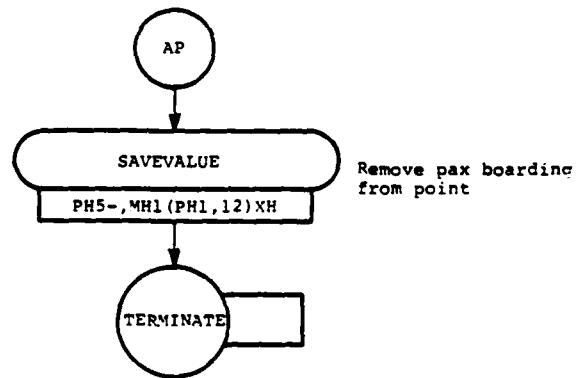 AP
SAVEVALUE
Remove pax boarding
from point
PH5-,MH1(PH1,12)XH
TERMINATE